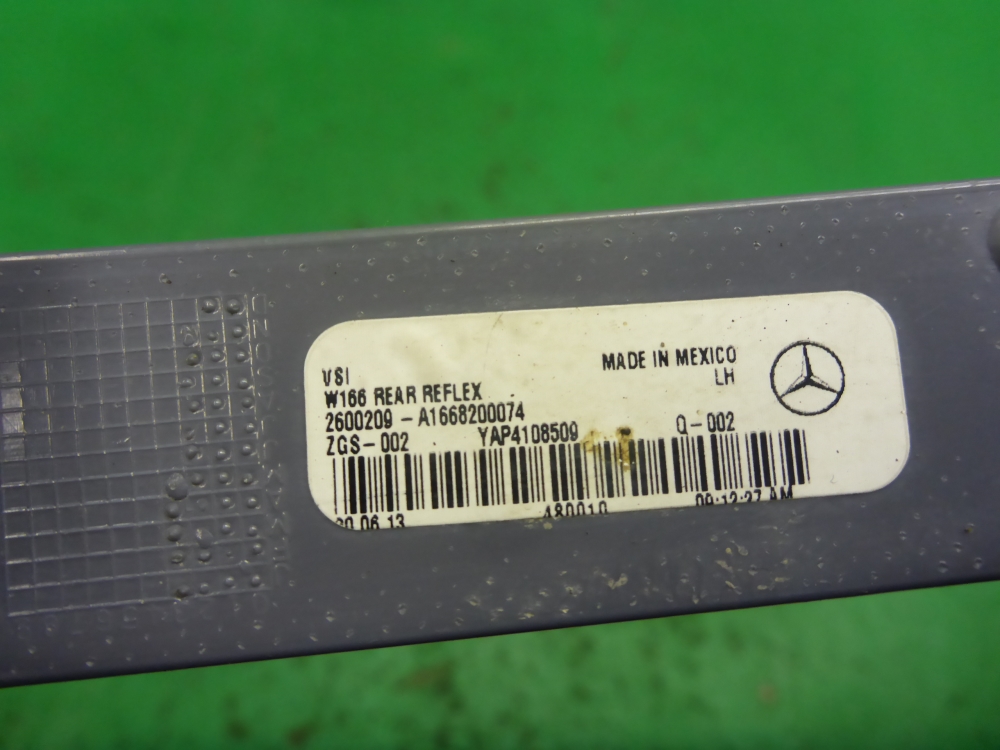 VSI MADE IN MEXICO
W166 REAR REFLEX LH
2600209 - A1668200074
ZGS-002 YAP4108509 Q-002
06.13 480010 09:12:27 AM